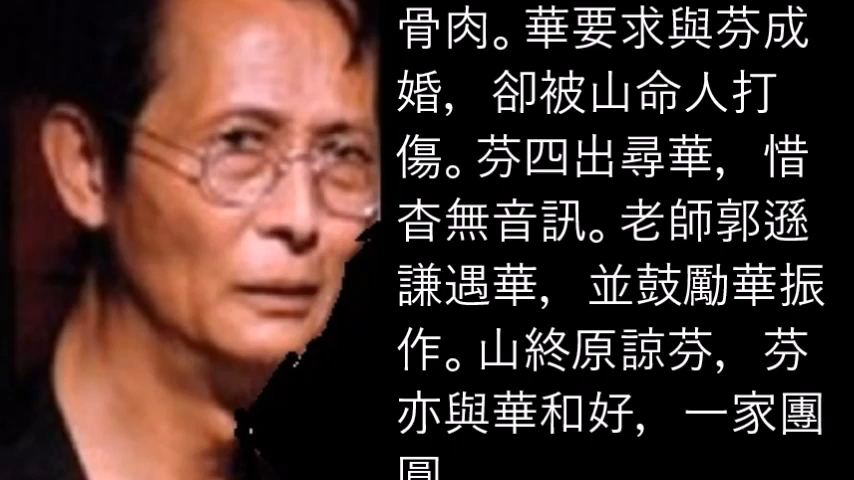 骨肉。華要求與芬成
婚，卻被山命人打
傷。芬四出尋華，惜
杳無音訊。老師郭遜
謙遇華，並鼓勵華振
作。山終原諒芬，芬
亦與華和好，一家團
圓